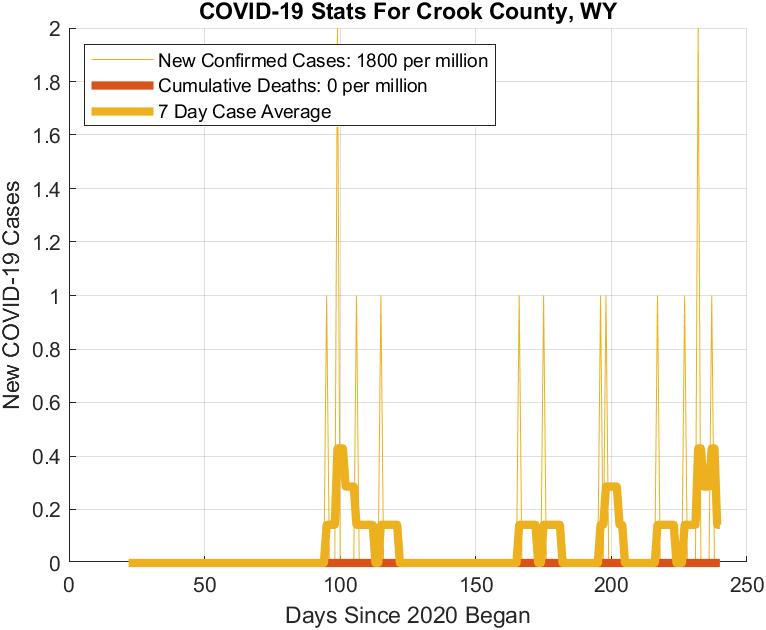 COVID-19 Stats For Crook County, WY
2
1.8
1.6
1.4
1.2
1
0.8
0.6
0.4
0.2
0
New COVID-19 Cases
New Confirmed Cases: 1800 per million
Cumulative Deaths: 0 per million
7 Day Case Average
0 50 100 150 200 250
Days Since 2020 Began